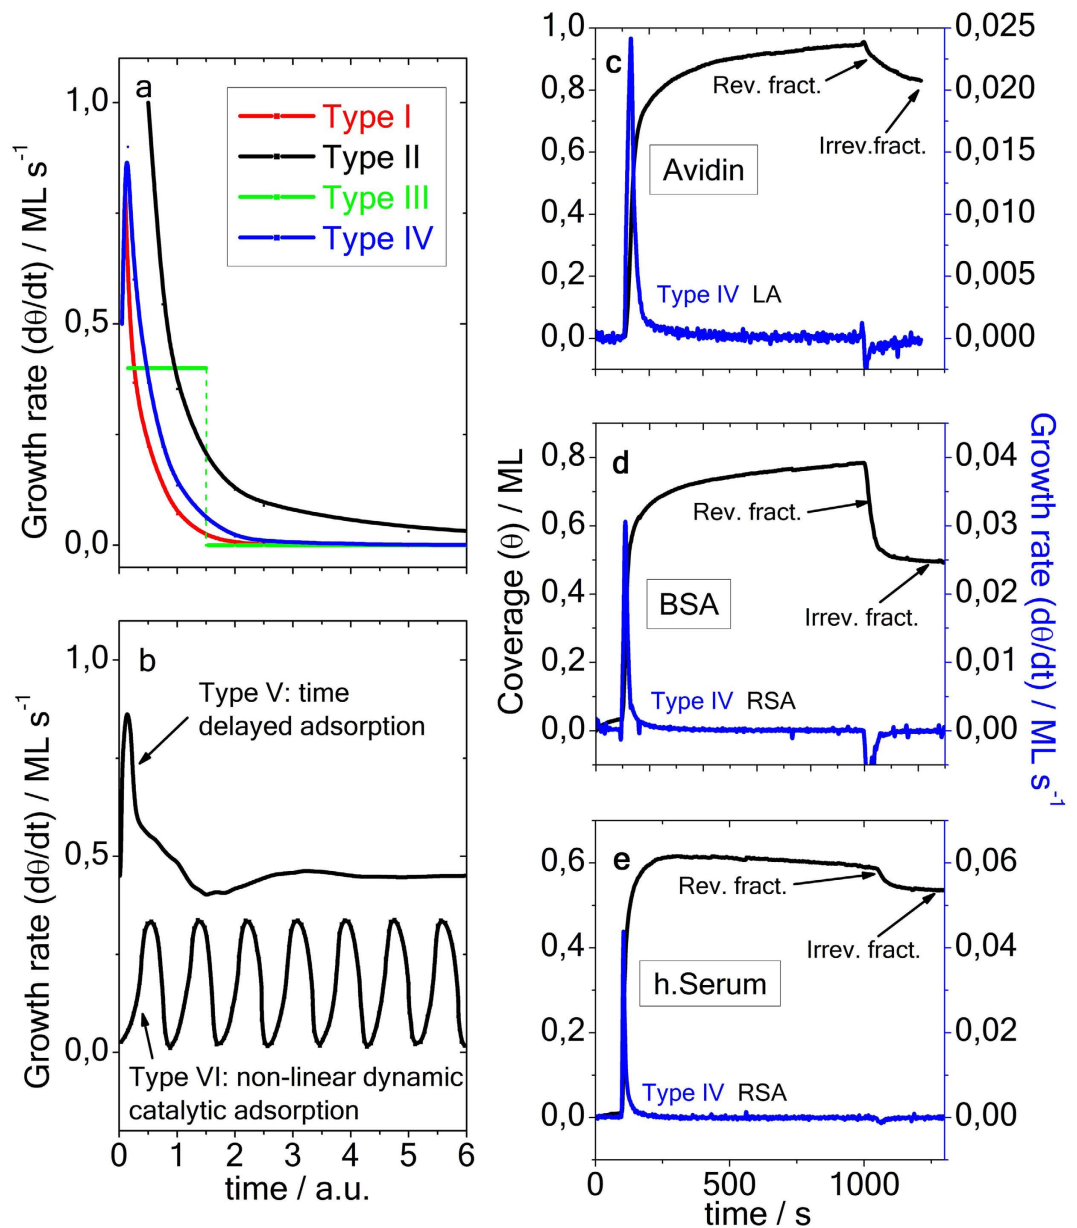 a
Type I
Type II
Type III
Type IV
1,0
0,5
0,0
Growth rate (dθ/dt) / ML s⁻¹
b
Type V: time
delayed adsorption
Type VI: non-linear dynamic
catalytic adsorption
1,0
0,5
0,0
Growth rate (dθ/dt) / ML s⁻¹
0 1 2 3 4 5 6
time / a.u.
c
Rev. fract.
Irrev.fract.
Avidin
Type IV LA
1,0
0,8
0,6
0,4
0,2
0,0
0,025
0,020
0,015
0,010
0,005
0,000
d
Rev. fract.
Irrev. fract.
BSA
Type IV RSA
0,8
0,6
0,4
0,2
0,0
0,04
0,03
0,02
0,01
0,00
Coverage (θ) / ML
Growth rate (dθ/dt) / ML s⁻¹
e
Rev. fract.
Irrev. fract.
h.Serum
Type IV RSA
0,6
0,4
0,2
0,0
0,06
0,04
0,02
0,00
0 500 1000
time / s